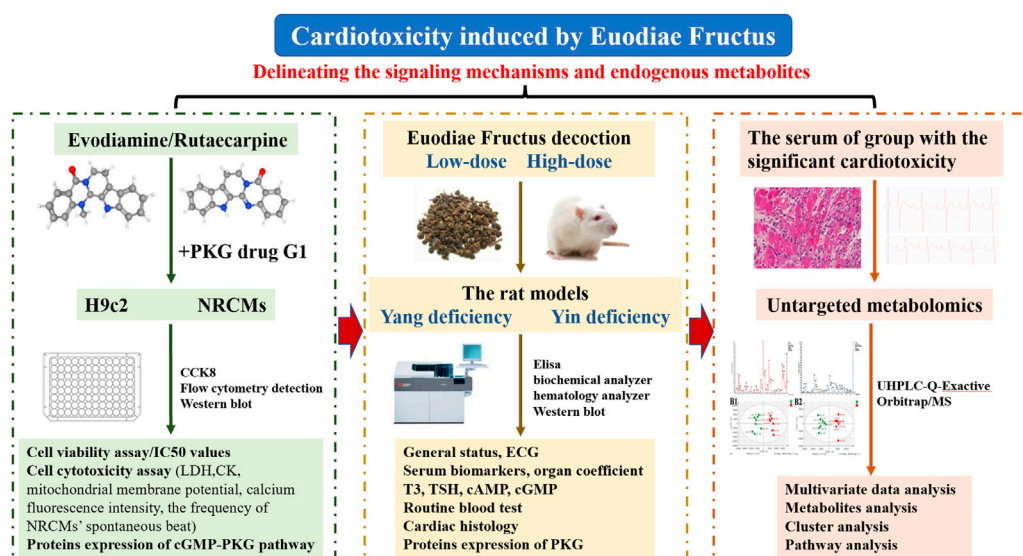 Cardiotoxicity induced by Euodiae Fructus
Delineating the signaling mechanisms and endogenous metabolites
Evodiamine/Rutaecarpine
+PKG drug G1
H9c2 NRCMs
CCK8
Flow cytometry detection
Western blot
Cell viability assay/IC50 values
Cell cytotoxicity assay (LDH,CK,
mitochondrial membrane potential, calcium
fluorescence intensity, the frequency of
NRCMs' spontaneous beat)
Proteins expression of cGMP-PKG pathway
Euodiae Fructus decoction
Low-dose High-dose
The rat models
Yang deficiency Yin deficiency
Elisa
biochemical analyzer
hematology analyzer
Western blot
General status, ECG
Serum biomarkers, organ coefficient
T3, TSH, cAMP, cGMP
Routine blood test
Cardiac histology
Proteins expression of PKG
The serum of group with the
significant cardiotoxicity
Untargeted metabolomics
UHPLC-Q-Exactive
Orbitrap/MS
B1 B2
Multivariate data analysis
Metabolites analysis
Cluster analysis
Pathway analysis